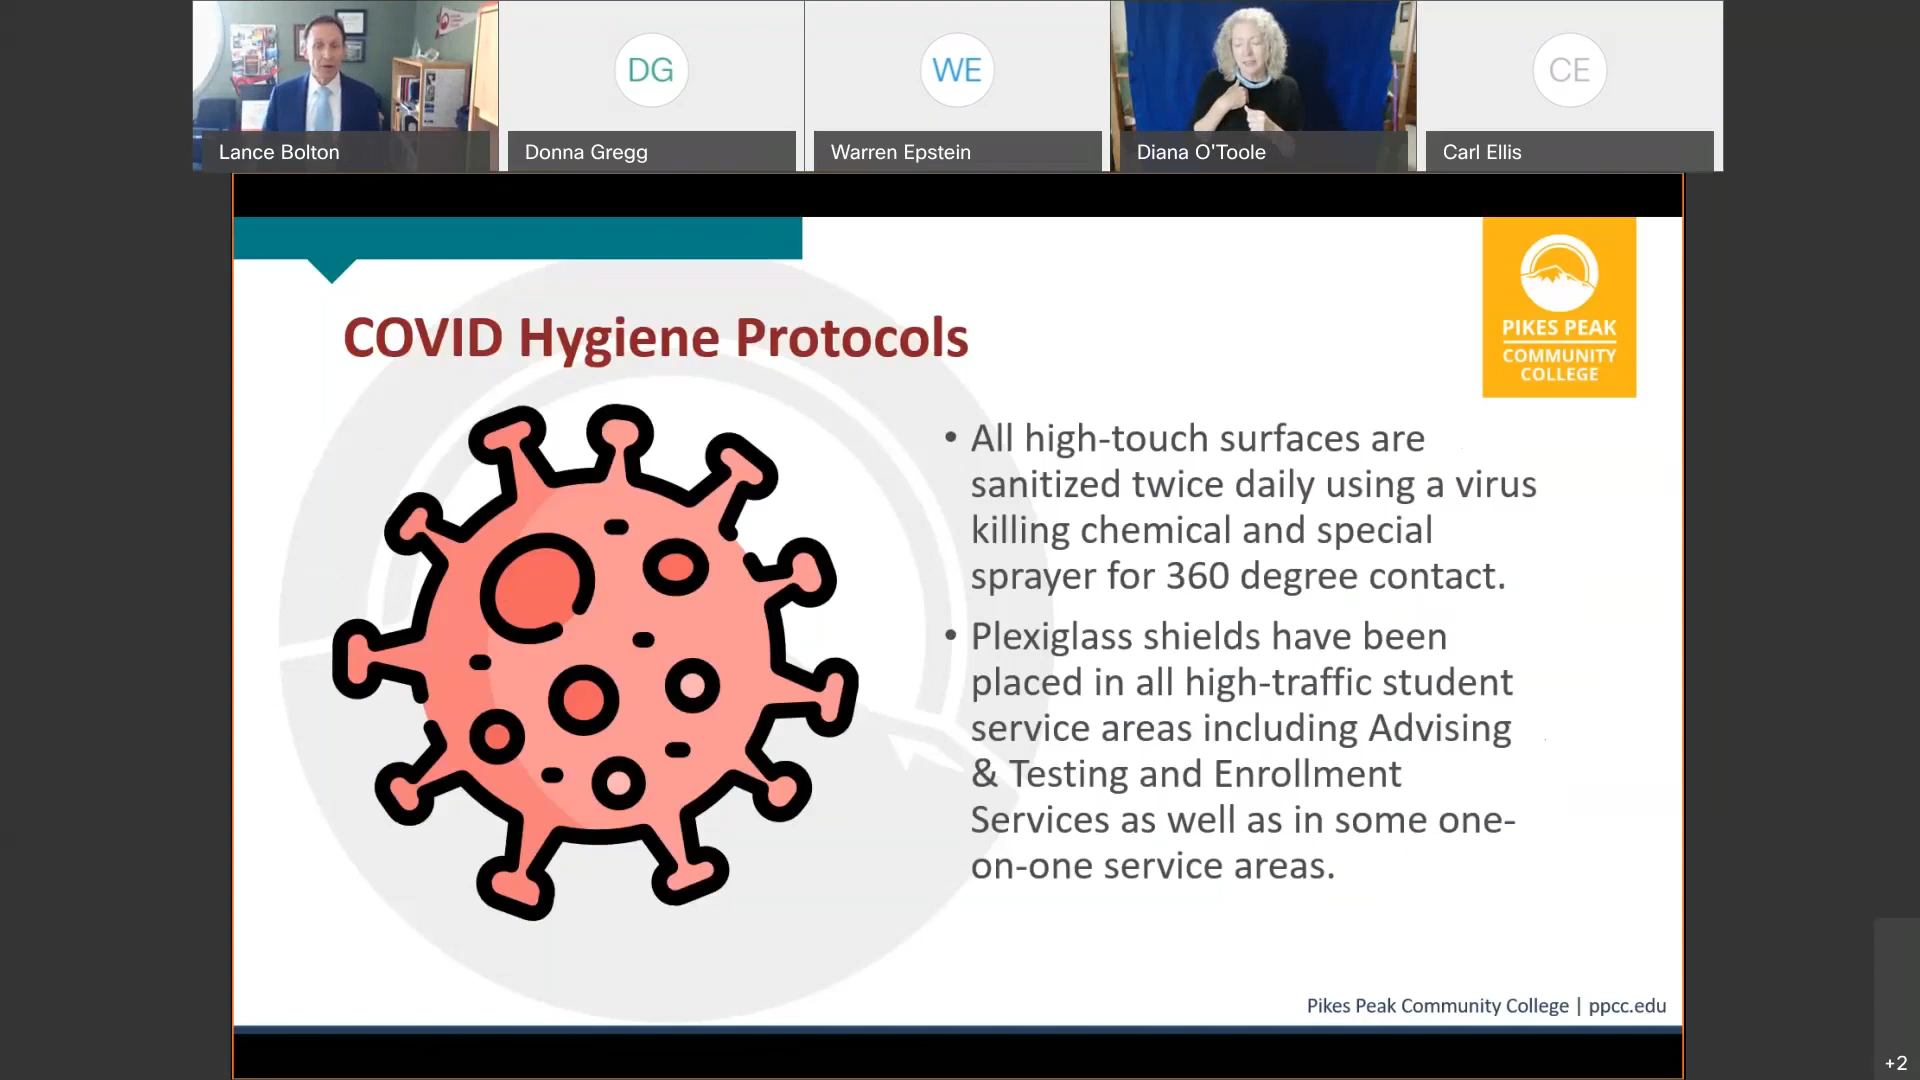 DG
WE
CE
Lance Bolton
Donna Gregg
Warren Epstein
Diana O'Toole
Carl Ellis
PIKES PEAK
COMMUNITY
COLLEGE
COVID Hygiene Protocols
• All high-touch surfaces are
sanitized twice daily using a virus
killing chemical and special
sprayer for 360 degree contact.
• Plexiglass shields have been
placed in all high-traffic student
service areas including Advising
& Testing and Enrollment
Services as well as in some one-
on-one service areas.
Pikes Peak Community College | ppcc.edu
+2